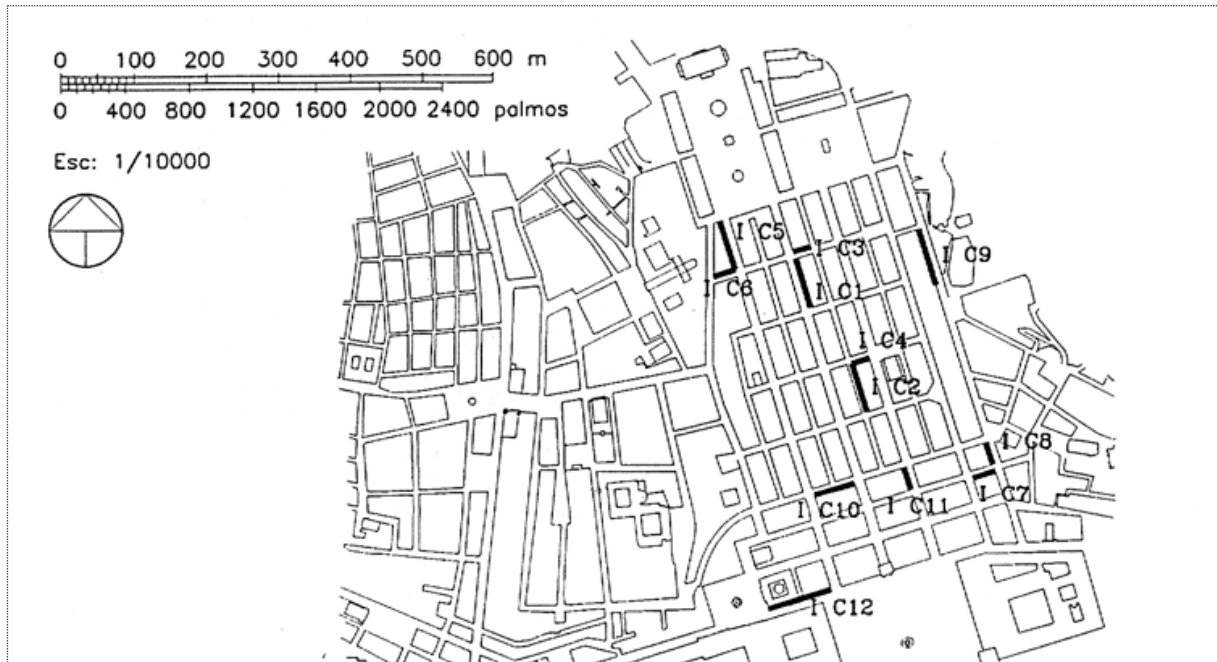 0 100 200 300 400 500 600 m
0 400 800 1200 1600 2000 2400 palmos
Esc: 1/10000
I C5
I C3
I C9
I C6
I C1
I C4
I C2
I C8
I C7
I C10
I C11
I C12